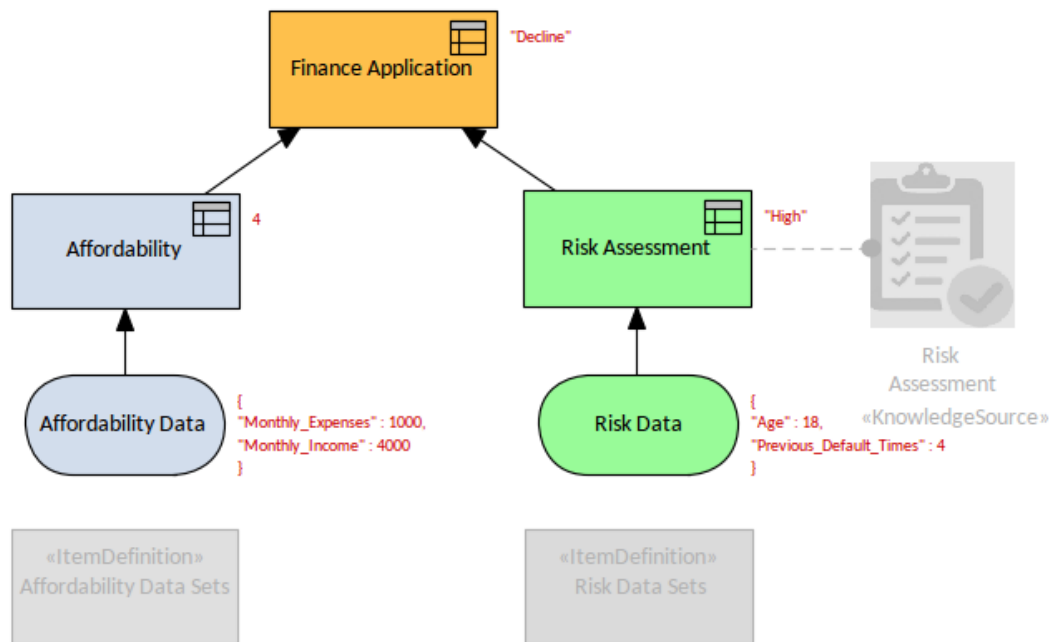 Finance Application
"Decline"
Affordability
4
Risk Assessment
"High"
Affordability Data
{
"Monthly_Expenses" : 1000,
"Monthly_Income" : 4000
}
Risk Data
{
"Age" : 18,
"Previous_Default_Times" : 4
}
Risk
Assessment
«KnowledgeSource»
«ItemDefinition»
Affordability Data Sets
«ItemDefinition»
Risk Data Sets